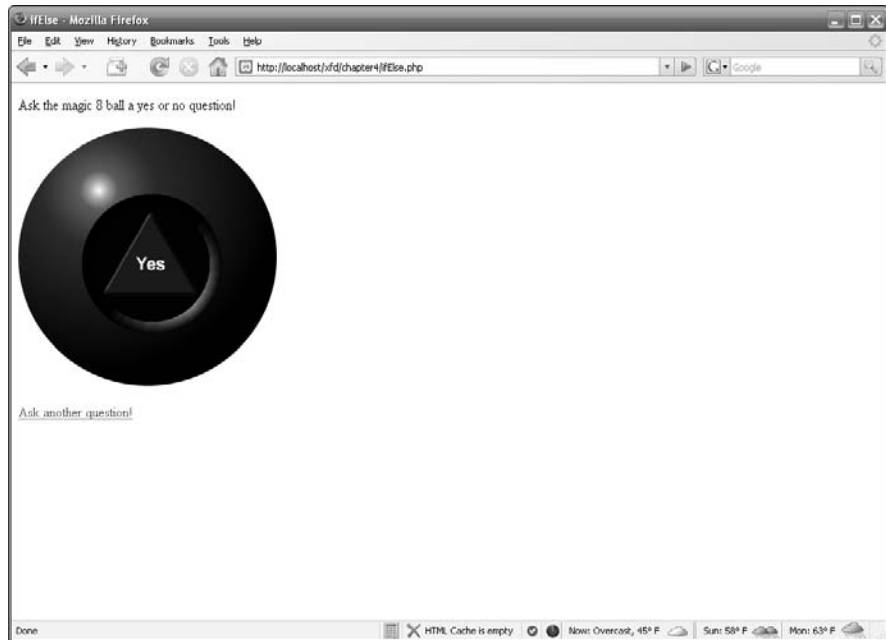 ifElse - Mozilla Firefox
File Edit View History Bookmarks Tools Help
http://localhost/xfd/chapter4/ifElse.php
G Google
Ask the magic 8 ball a yes or no question!
Yes
Ask another question!
Done HTML Cache is empty Now: Overcast, 45° F Sun: 58° F Mon: 63° F